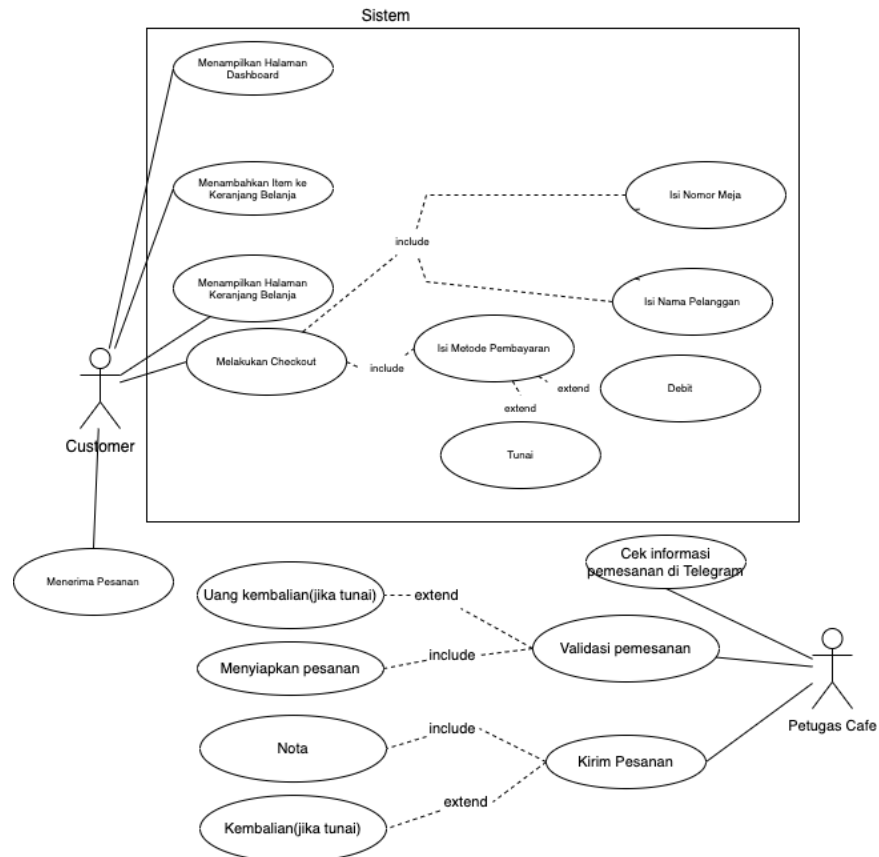 Sistem
Menampilkan Halaman
Dashboard
Menambahkan Item ke
Keranjang Belanja
Isi Nomor Meja
include
Menampilkan Halaman
Keranjang Belanja
Isi Nama Pelanggan
Melakukan Checkout
include
Isi Metode Pembayaran
extend
Debit
extend
Tunai
Customer
Menerima Pesanan
Cek informasi
pemesanan di Telegram
Uang kembalian(jika tunai)
extend
Validasi pemesanan
Menyiapkan pesanan
include
Petugas Cafe
Nota
include
Kirim Pesanan
extend
Kembalian(jika tunai)